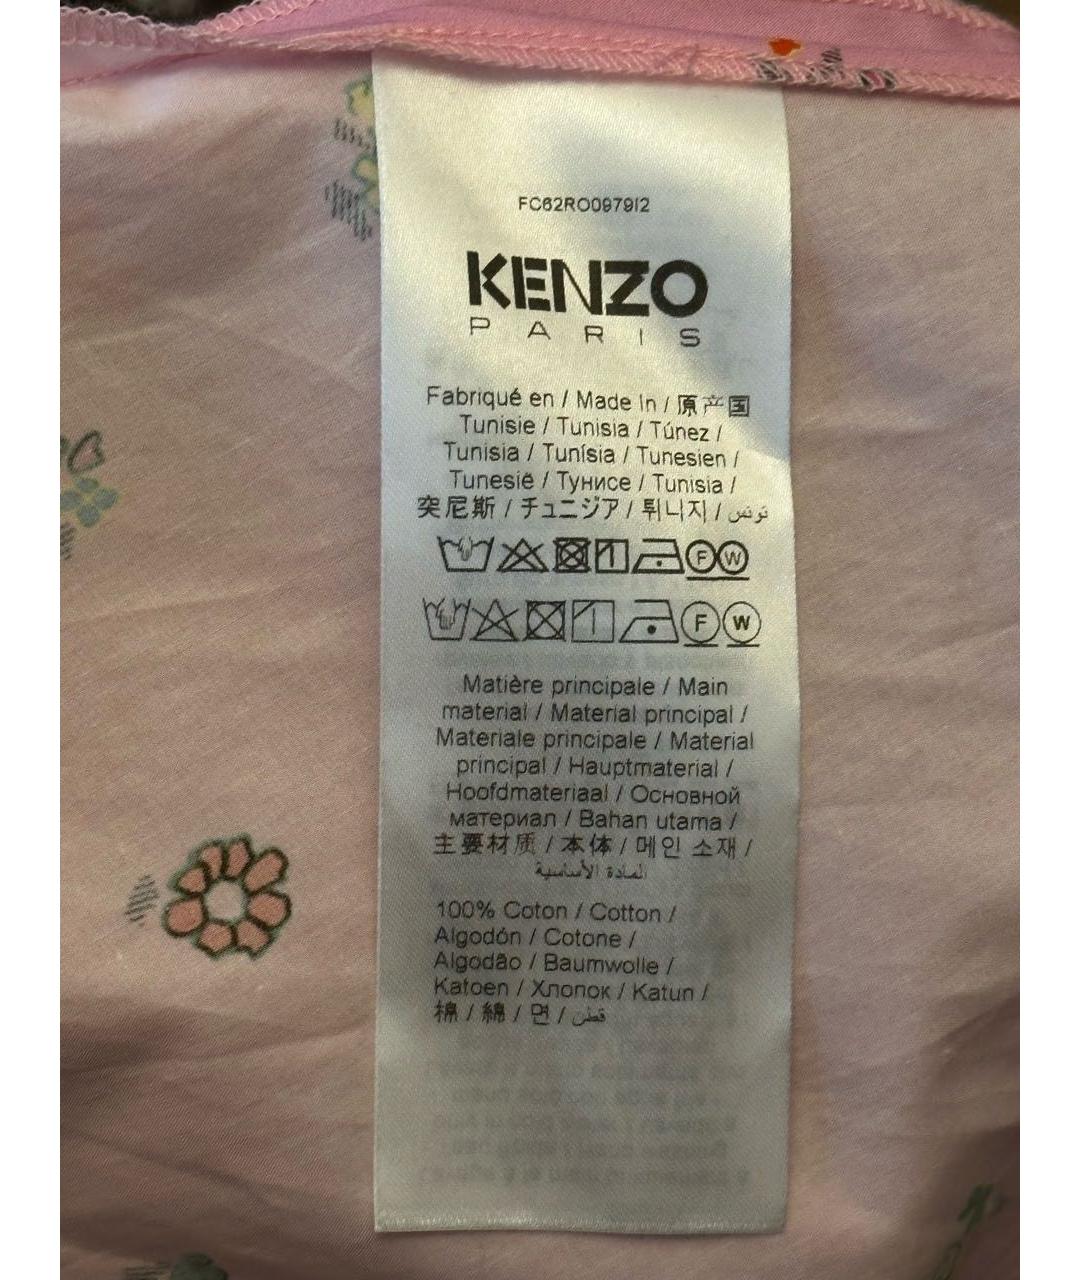 FC62RO0979I2
KENZO
PARIS
Fabriqué en / Made In / 原产国
Tunisie / Tunisia / Túnez /
Tunisia / Tunísia / Tunesien /
Tunesië / Тунисе / Tunisia /
突尼斯 / チュニジア / 튀니지 / تونس
F W
F W
Matière principale / Main
material / Material principal /
Materiale principale / Material
principal / Hauptmaterial /
Hoofdmateriaal / Основной
материал / Bahan utama /
主要材质 / 本体 / 메인 소재 /
المادة الأساسية
100% Coton / Cotton /
Algodón / Cotone /
Algodão / Baumwolle /
Katoen / Хлопок / Katun /
棉 / 綿 / 면 / قطن